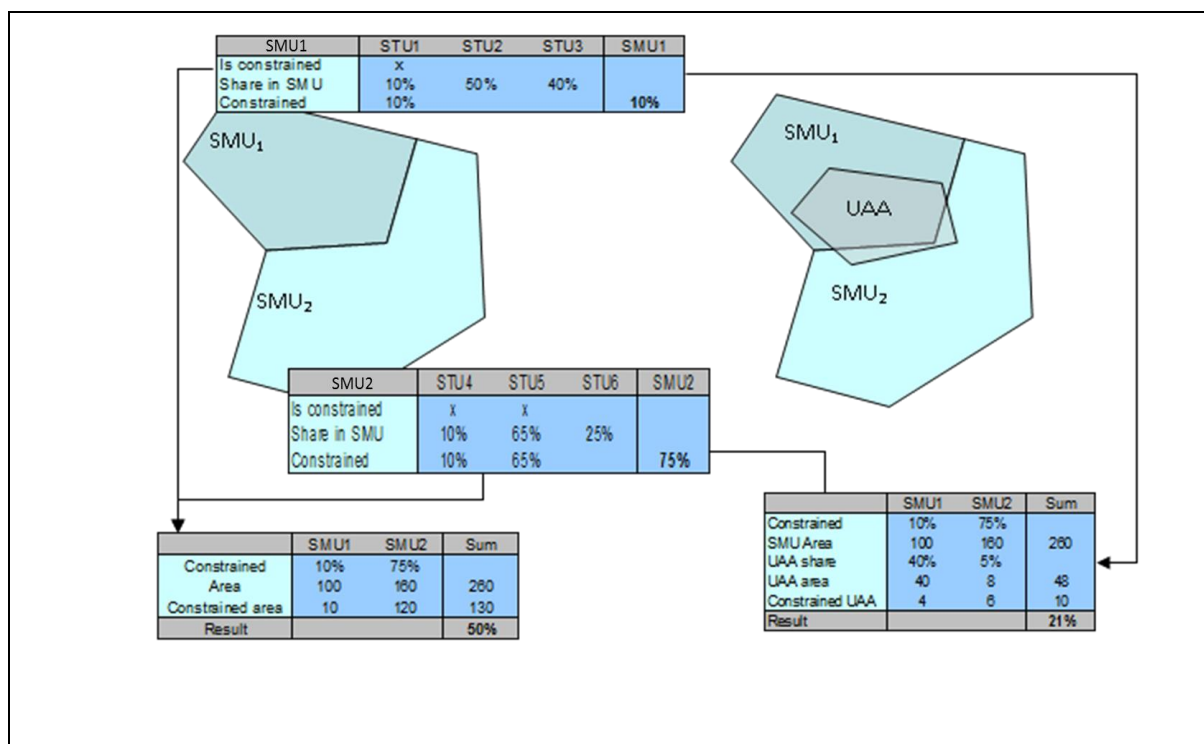 SMU1 STU1 STU2 STU3 SMU1
Is constrained x
Share in SMU 10% 50% 40%
Constrained 10% 10%
SMU₁
SMU₂
SMU₁
UAA
SMU₂
SMU2 STU4 STU5 STU6 SMU2
Is constrained x x
Share in SMU 10% 65% 25%
Constrained 10% 65% 75%
SMU1 SMU2 Sum
Constrained 10% 75%
Area 100 160 260
Constrained area 10 120 130
Result 50%
SMU1 SMU2 Sum
Constrained 10% 75%
SMU Area 100 160 260
UAA share 40% 5%
UAA area 40 8 48
Constrained UAA 4 6 10
Result 21%